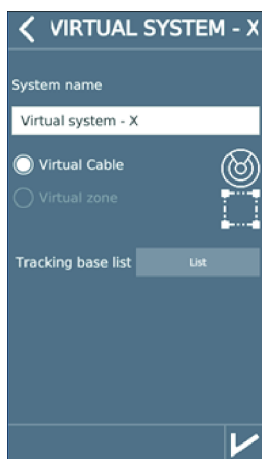 VIRTUAL SYSTEM - X
System name
Virtual system - X
Virtual Cable
Virtual zone
Tracking base list
List